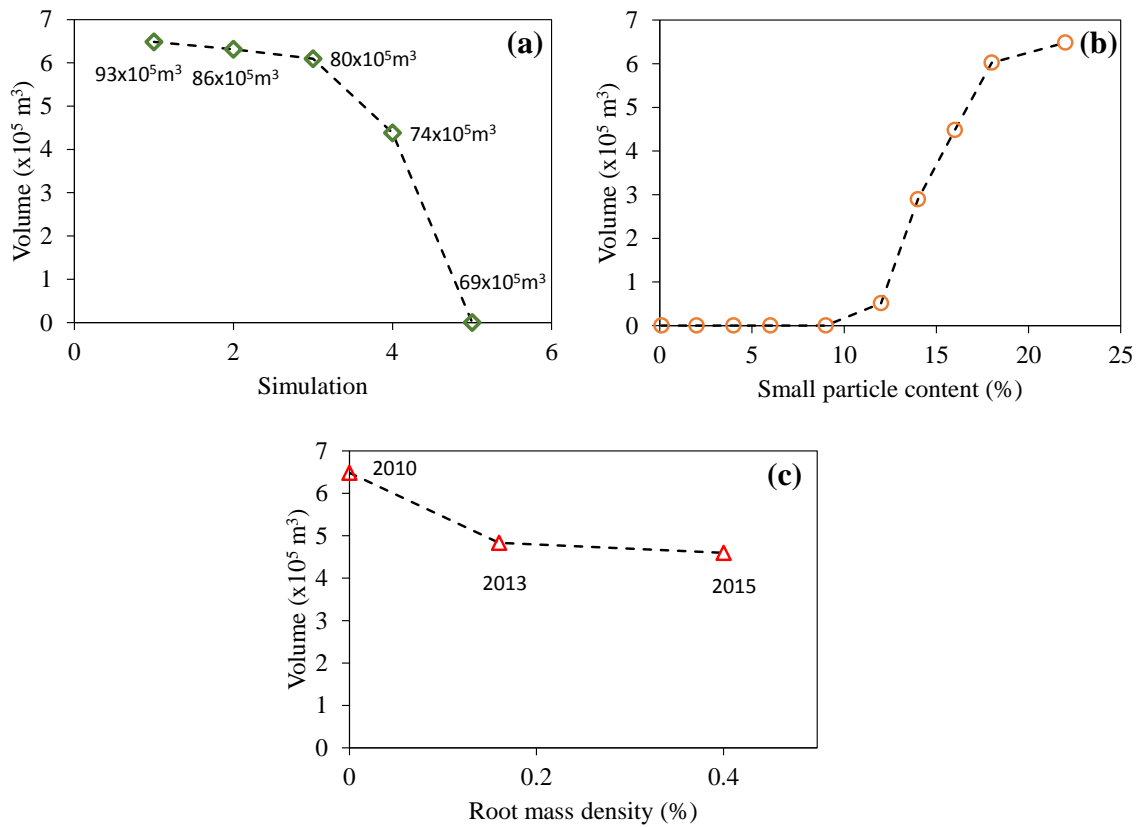 (a)
Volume (x10⁵ m³)
7
6
5
4
3
2
1
0
93x10⁵m³
86x10⁵m³
80x10⁵m³
74x10⁵m³
69x10⁵m³
0
2
4
6
Simulation
(b)
Volume (x10⁵ m³)
7
6
5
4
3
2
1
0
0
5
10
15
20
25
Small particle content (%)
(c)
Volume (x10⁵ m³)
7
6
5
4
3
2
1
0
2010
2013
2015
0
0.2
0.4
Root mass density (%)